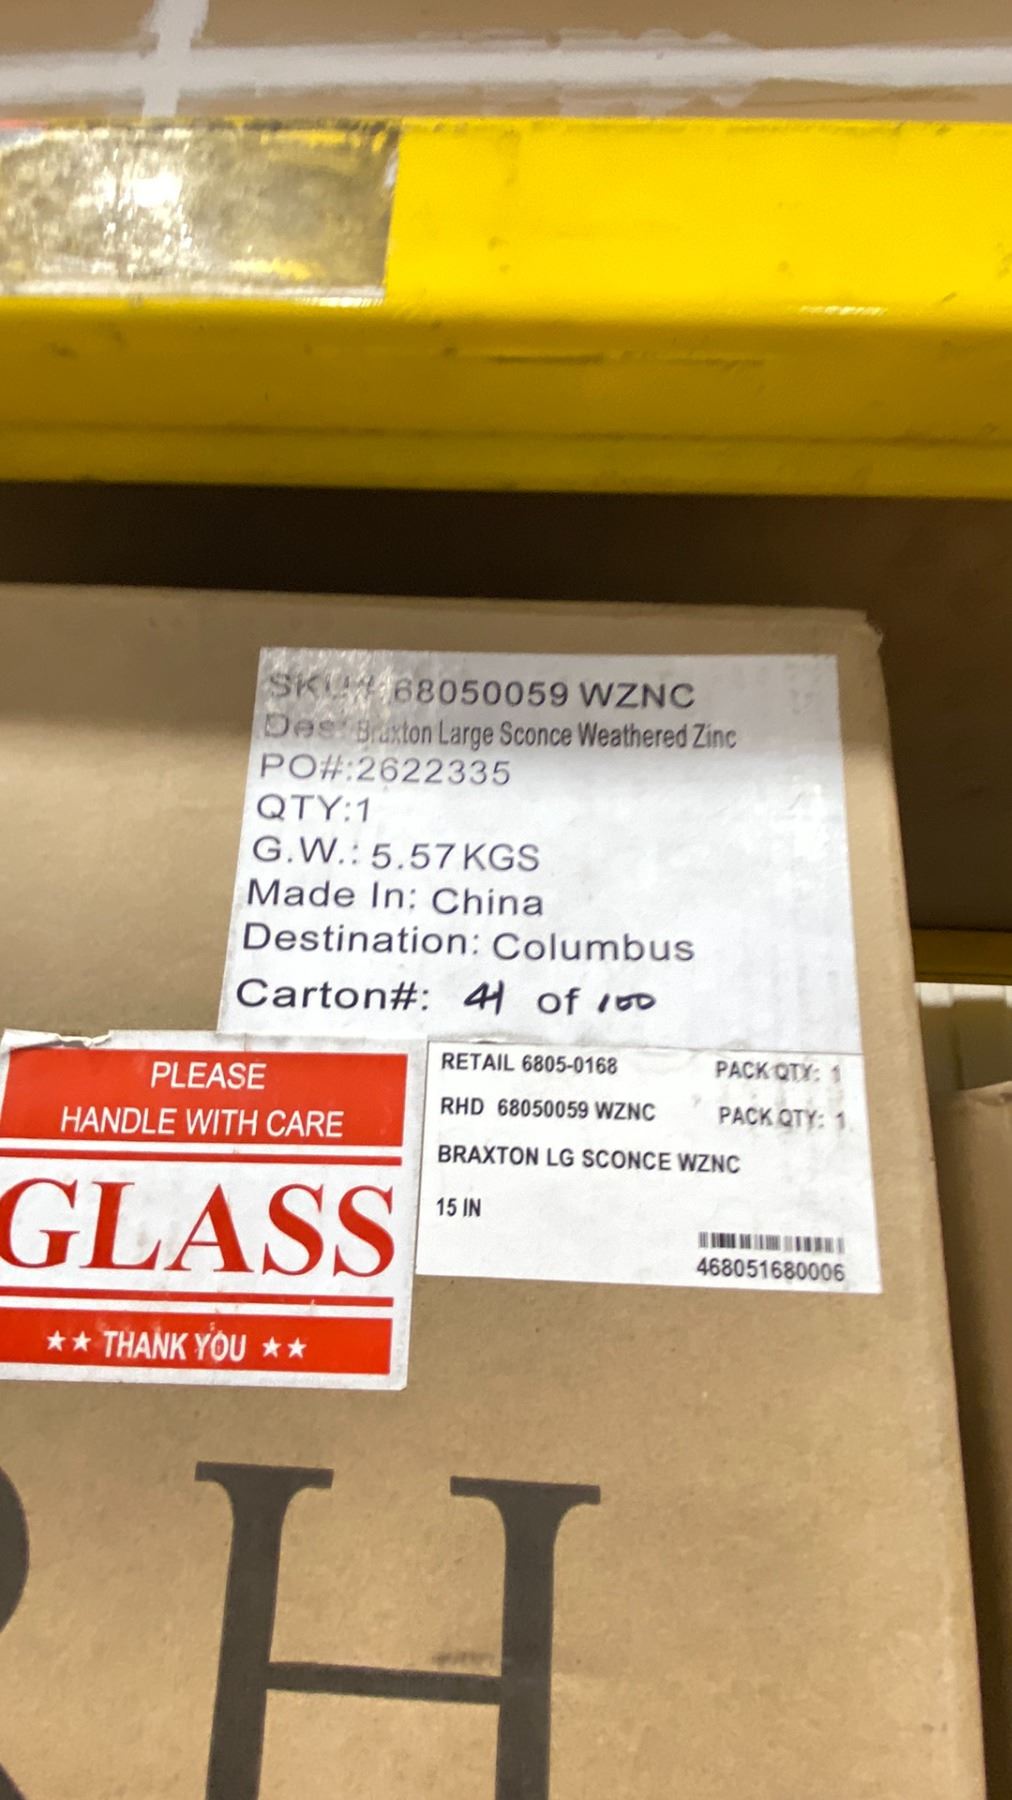 SKU#:68050059 WZNC
Des: Braxton Large Sconce Weathered Zinc
PO#:2622335
QTY:1
G.W.: 5.57KGS
Made In: China
Destination: Columbus
Carton#: 41 of 100
PLEASE
HANDLE WITH CARE
GLASS
★★ THANK YOU ★★
RETAIL 6805-0168 PACK QTY: 1
RHD 68050059 WZNC PACK QTY: 1
BRAXTON LG SCONCE WZNC
15 IN
468051680006
RH